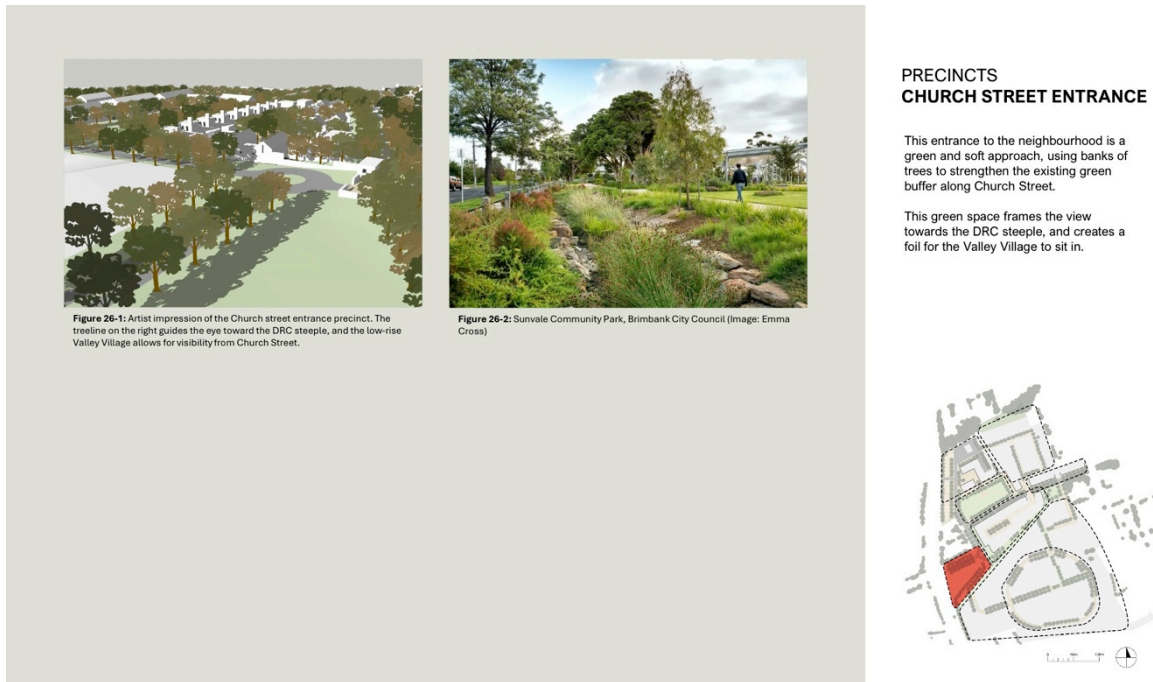 PRECINCTS
CHURCH STREET ENTRANCE
This entrance to the neighbourhood is a
green and soft approach, using banks of
trees to strengthen the existing green
buffer along Church Street.
This green space frames the view
towards the DRC steeple, and creates a
foil for the Valley Village to sit in.
Figure 26-1: Artist impression of the Church street entrance precinct. The
treeline on the right guides the eye toward the DRC steeple, and the low-rise
Valley Village allows for visibility from Church Street.
Figure 26-2: Sunvale Community Park, Brimbank City Council (Image: Emma
Cross)
0